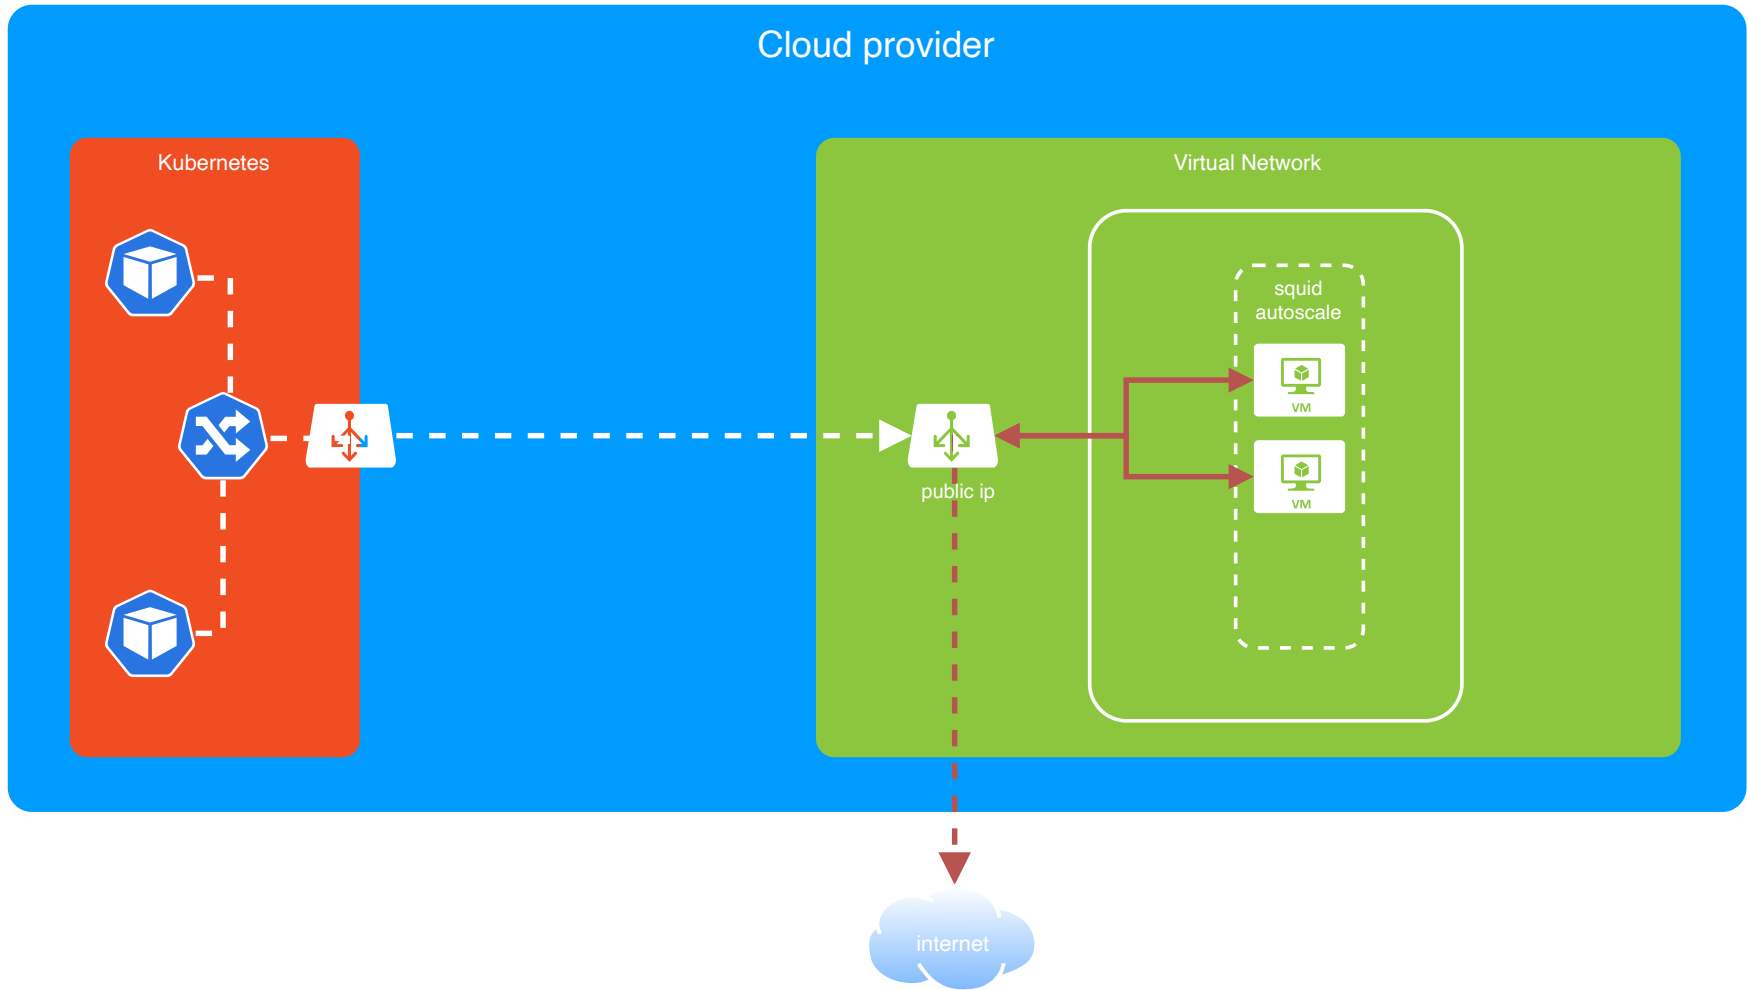 Cloud provider
Kubernetes
Virtual Network
squid
autoscale
VM
VM
public ip
internet